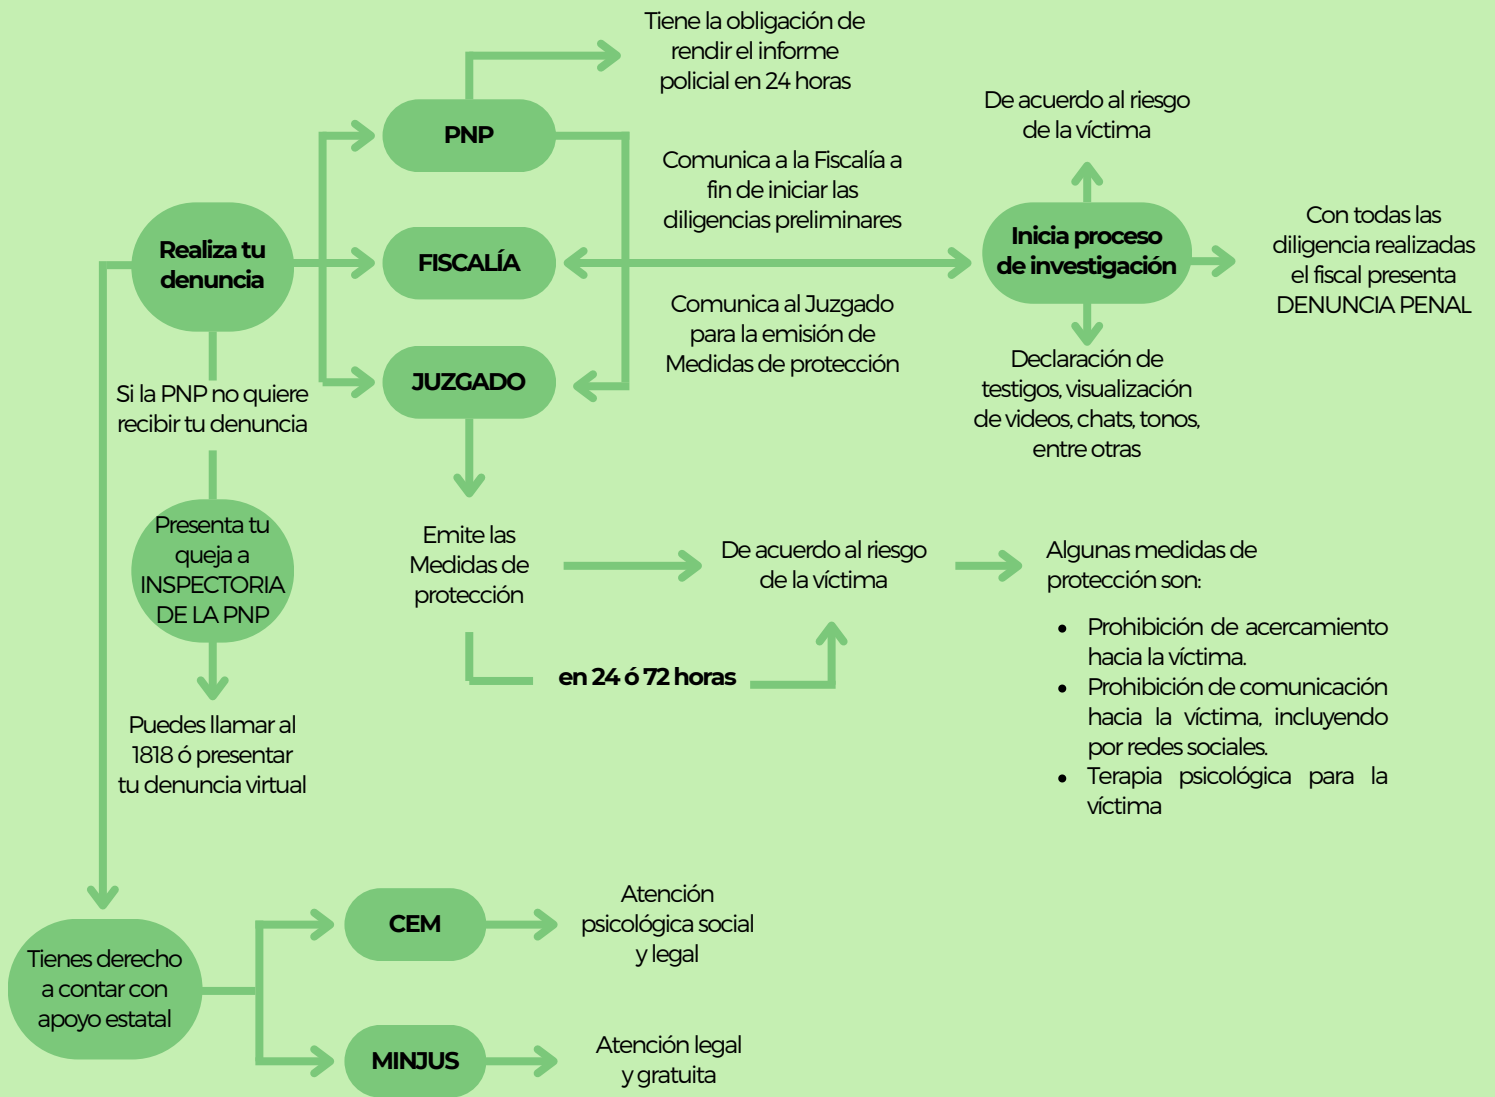 Tiene la obligación de
rendir el informe
policial en 24 horas
PNP
De acuerdo al riesgo
de la víctima
Comunica a la Fiscalía a
fin de iniciar las
diligencias preliminares
Realiza tu
denuncia
FISCALÍA
Inicia proceso
de investigación
Con todas las
diligencia realizadas
el fiscal presenta
DENUNCIA PENAL
Comunica al Juzgado
para la emisión de
Medidas de protección
JUZGADO
Declaración de
testigos, visualización
de videos, chats, tonos,
entre otras
Si la PNP no quiere
recibir tu denuncia
Presenta tu
queja a
INSPECTORIA
DE LA PNP
Puedes llamar al
1818 ó presentar
tu denuncia virtual
Emite las
Medidas de
protección
De acuerdo al riesgo
de la víctima
en 24 ó 72 horas
Algunas medidas de
protección son:
• Prohibición de acercamiento
hacia la víctima.
• Prohibición de comunicación
hacia la víctima, incluyendo
por redes sociales.
• Terapia psicológica para la
víctima
Tienes derecho
a contar con
apoyo estatal
CEM
Atención
psicológica social
y legal
MINJUS
Atención legal
y gratuita